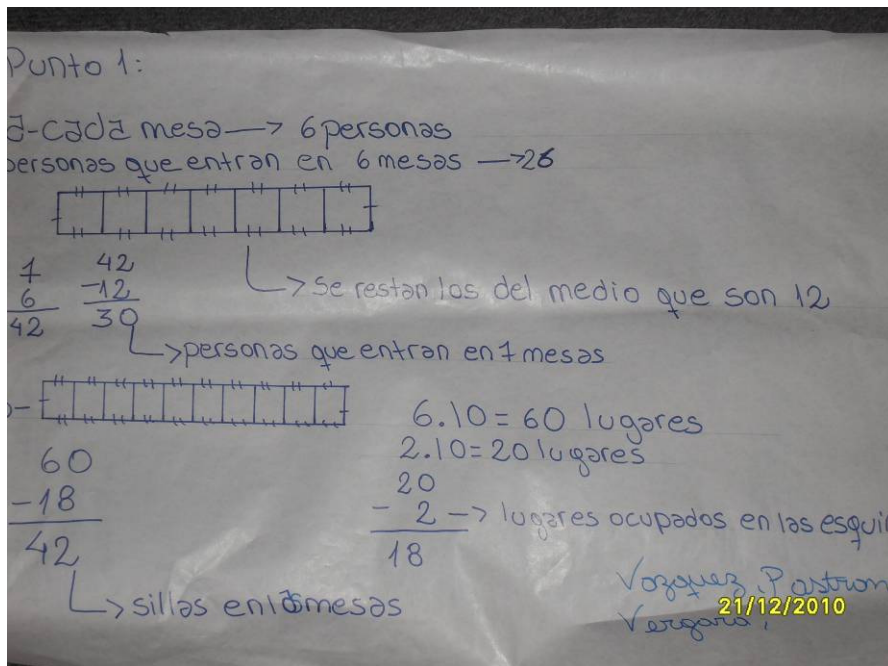 Punto 1:
a-cada mesa—> 6 personas
personas que entran en 6 mesas —>26
7
6
42
42
-12
30
—> Se restan los del medio que son 12
—>personas que entran en 7 mesas
60
-18
42
—> sillas en las mesas
6.10=60 lugares
2.10=20 lugares
20
- 2 —> lugares ocupados en las esqui
18
Vazquez, Pastran
Vergara,
21/12/2010